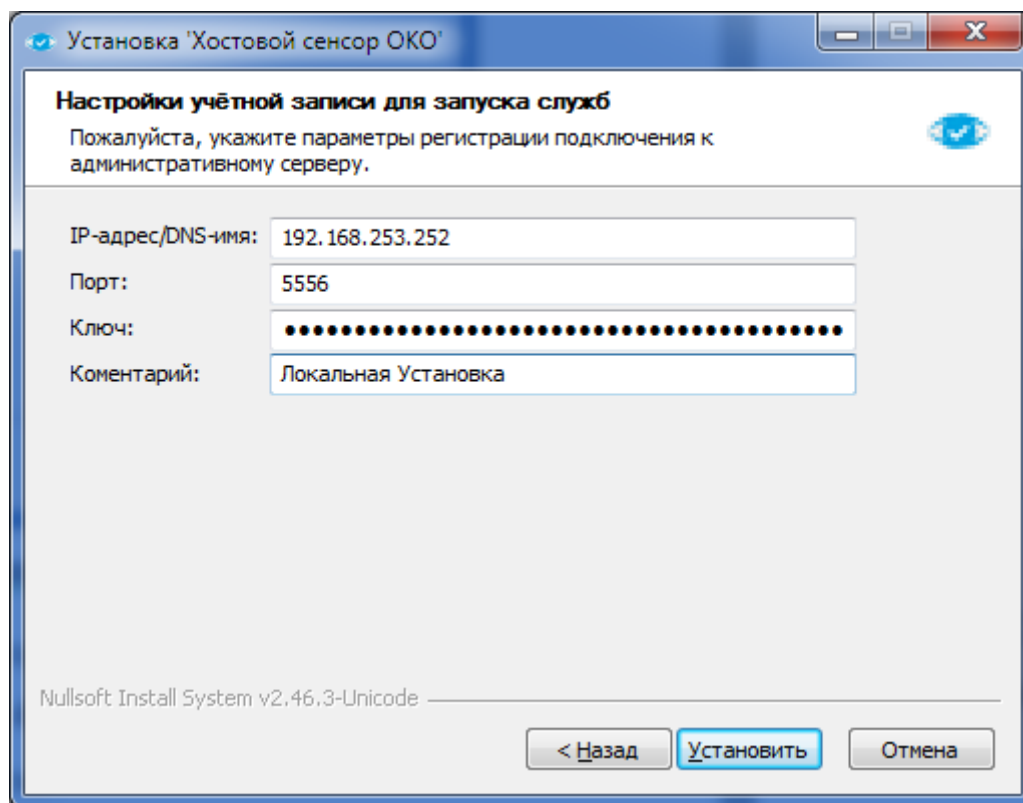 Установка 'Хостовой сенсор ОКО'
Настройки учётной записи для запуска служб
Пожалуйста, укажите параметры регистрации подключения к
административному серверу.
IP-адрес/DNS-имя: 192.168.253.252
Порт: 5556
Ключ: ●●●●●●●●●●●●●●●●●●●●●●●●●●●●●●●●●●●●●●●●
Коментарий: Локальная Установка
Nullsoft Install System v2.46.3-Unicode
< Назад Установить Отмена